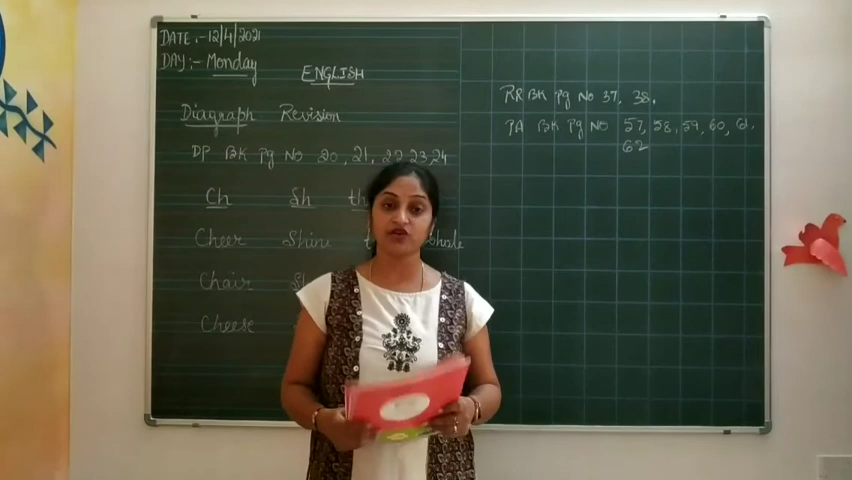 DATE :- 12/4/2021
DAY :- Monday
ENGLISH
Diagraph Revision
DP BK Pg NO 20, 21, 22, 23, 24
Ch Sh th
Cheer Shine
Chair
Cheese
RR BK Pg NO 37, 38.
PA BK Pg NO 57, 58, 59, 60, 61,
62